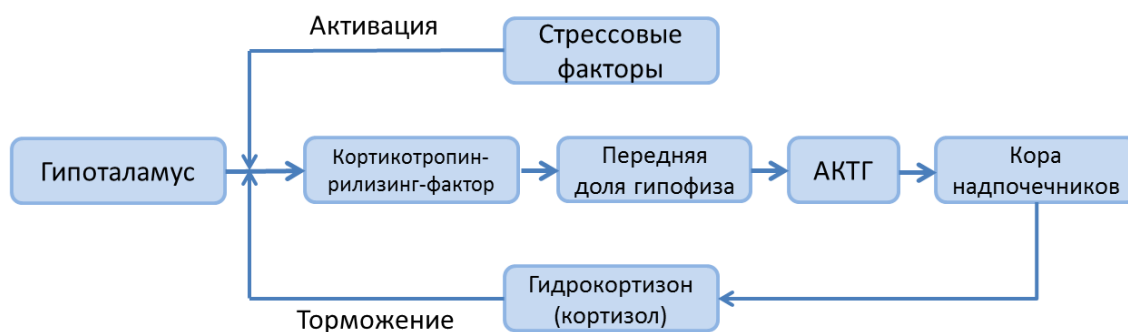 Активация
Стрессовые
факторы
Гипоталамус
Кортикотропин-
рилизинг-фактор
Передняя
доля гипофиза
АКТГ
Кора
надпочечников
Гидрокортизон
(кортизол)
Торможение